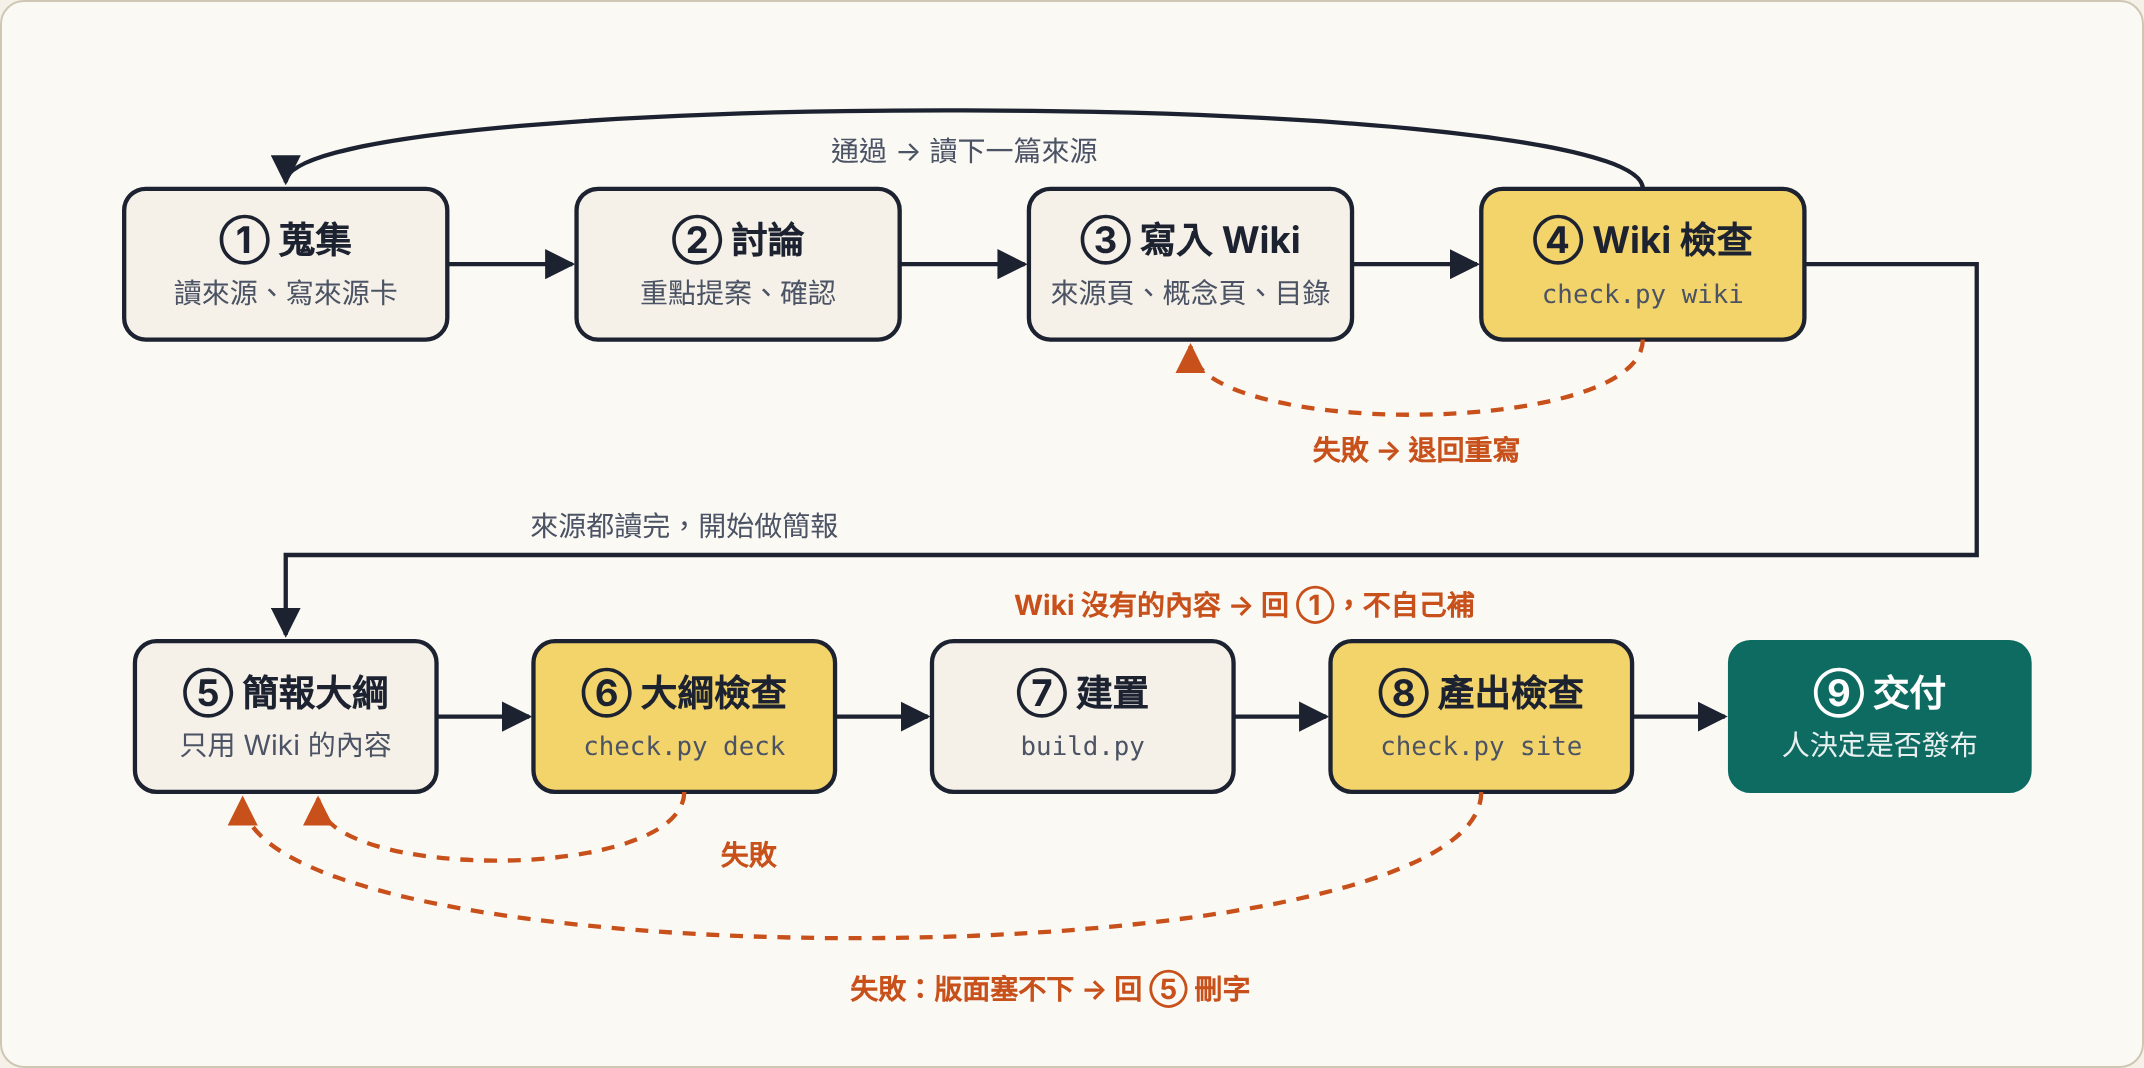 通過 → 讀下一篇來源
① 蒐集
讀來源、寫來源卡
② 討論
重點提案、確認
③ 寫入 Wiki
來源頁、概念頁、目錄
④ Wiki 檢查
check.py wiki
失敗 → 退回重寫
來源都讀完，開始做簡報
Wiki 沒有的內容 → 回 ①，不自己補
⑤ 簡報大綱
只用 Wiki 的內容
⑥ 大綱檢查
check.py deck
⑦ 建置
build.py
⑧ 產出檢查
check.py site
⑨ 交付
人決定是否發布
失敗
失敗：版面塞不下 → 回 ⑤ 刪字